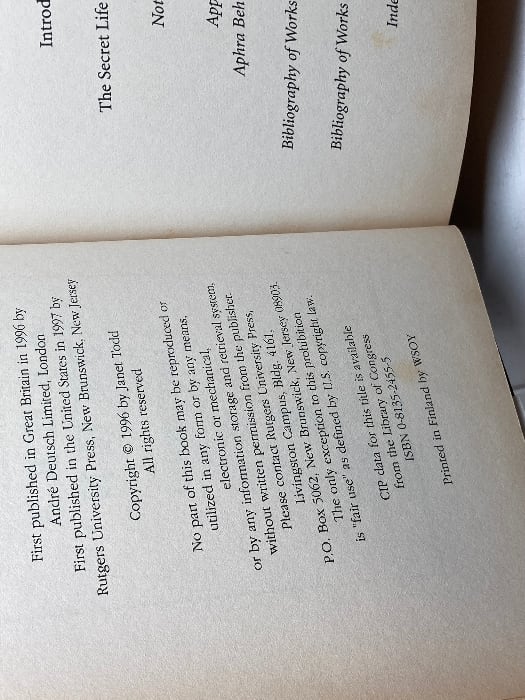 First published in Great Britain in 1996 by
André Deutsch Limited, London
First published in the United States in 1997 by
Rutgers University Press, New Brunswick, New Jersey
Copyright © 1996 by Janet Todd
All rights reserved
No part of this book may be reproduced or
utilized in any form or by any means,
electronic or mechanical,
or by any information storage and retrieval system,
without written permission from the publisher.
Please contact Rutgers University Press,
Livingston Campus, Bldg. 4161,
P.O. Box 5062, New Brunswick, New Jersey 08903.
The only exception to this prohibition
is "fair use" as defined by U.S. copyright law.
CIP data for this title is available
from the Library of Congress
ISBN 0-8135-2455-5
Printed in Finland by WSOY
Introd
The Secret Life
Not
App
Aphra Beh
Bibliography of Works
Bibliography of Works
Inde